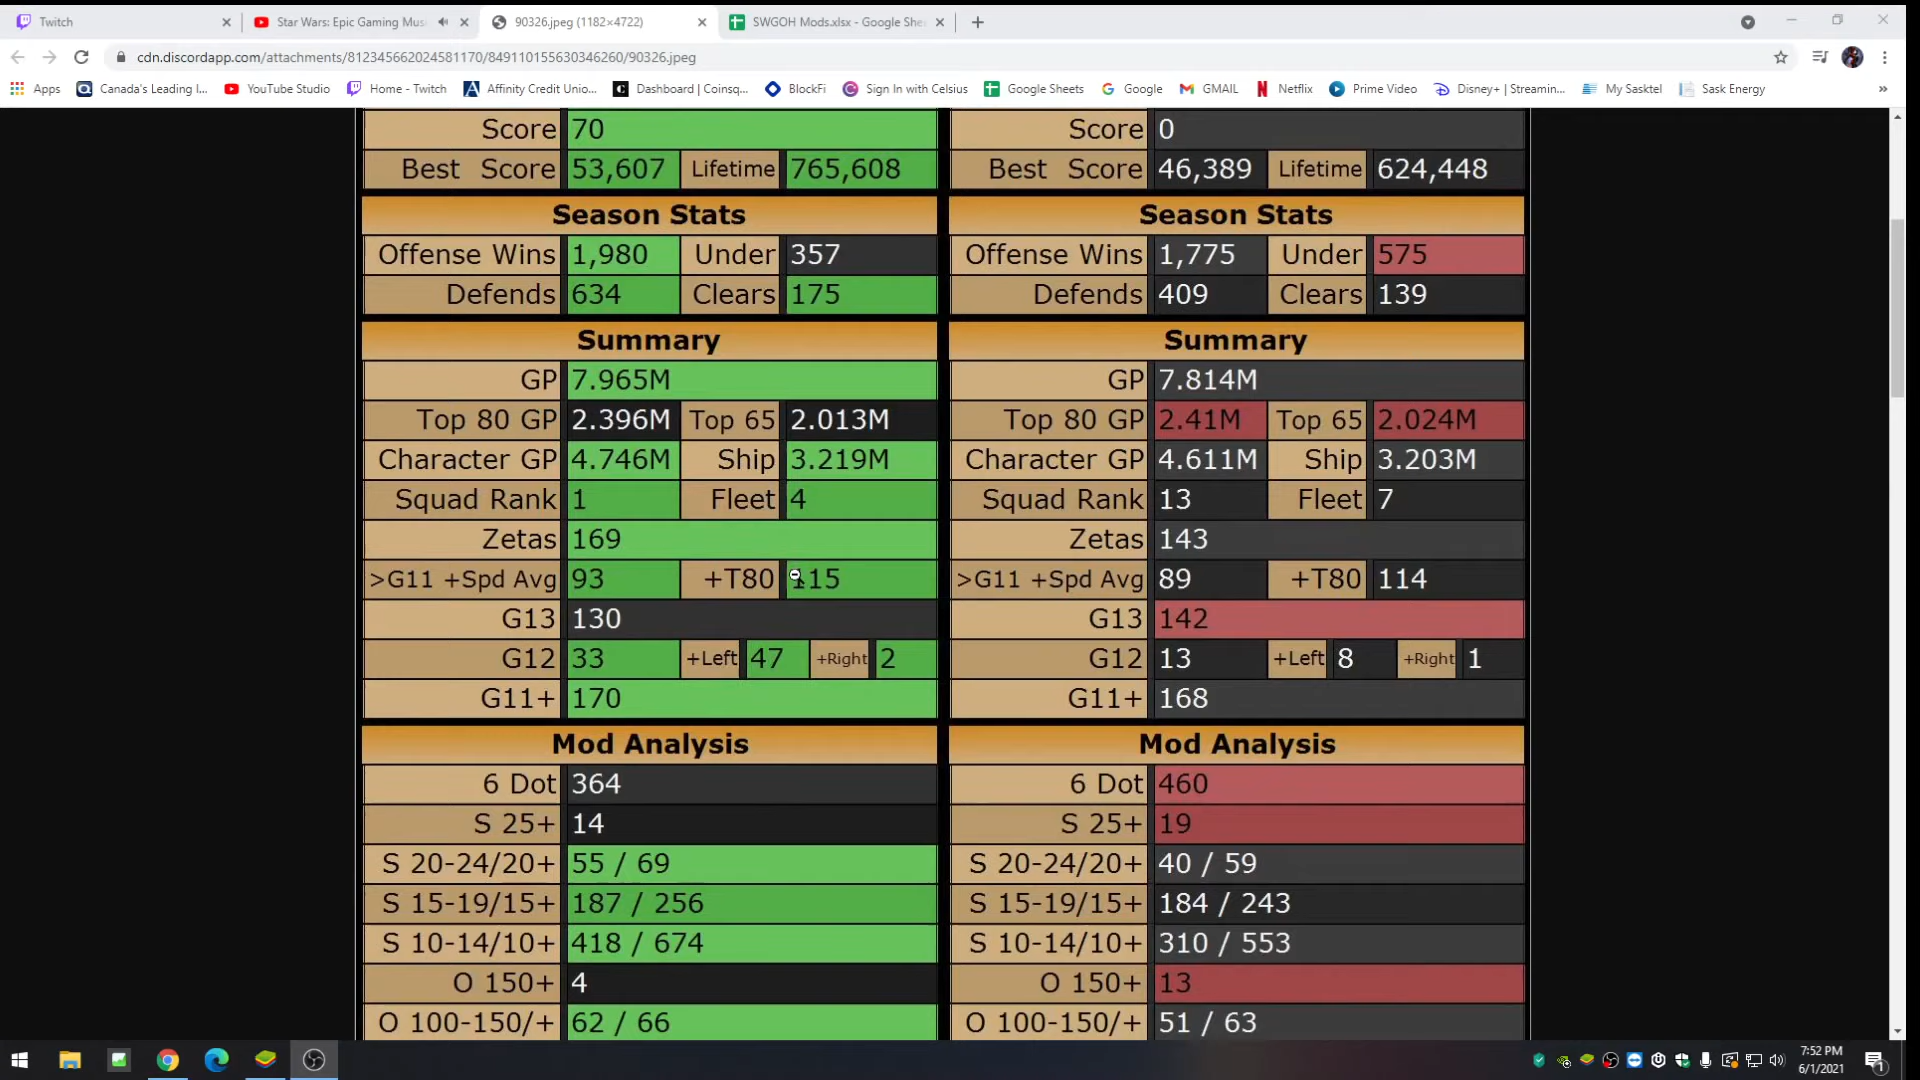 Twitch
Star Wars: Epic Gaming Mus
90326.jpeg (1182×4722)
SWGOH Mods.xlsx - Google She
cdn.discordapp.com/attachments/812345662024581170/849110155630346260/90326.jpeg
Apps Canada's Leading I... YouTube Studio Home - Twitch Affinity Credit Unio... Dashboard | Coinsq... BlockFi Sign In with Celsius Google Sheets Google GMAIL Netflix Prime Video Disney+ | Streamin... My Sasktel Sask Energy »
Score 70 Score 0
Best Score 53,607 Lifetime 765,608 Best Score 46,389 Lifetime 624,448
Season Stats Season Stats
Offense Wins 1,980 Under 357 Offense Wins 1,775 Under 575
Defends 634 Clears 175 Defends 409 Clears 139
Summary Summary
GP 7.965M GP 7.814M
Top 80 GP 2.396M Top 65 2.013M Top 80 GP 2.41M Top 65 2.024M
Character GP 4.746M Ship 3.219M Character GP 4.611M Ship 3.203M
Squad Rank 1 Fleet 4 Squad Rank 13 Fleet 7
Zetas 169 Zetas 143
>G11 +Spd Avg 93 +T80 115 >G11 +Spd Avg 89 +T80 114
G13 130 G13 142
G12 33 +Left 47 +Right 2 G12 13 +Left 8 +Right 1
G11+ 170 G11+ 168
Mod Analysis Mod Analysis
6 Dot 364 6 Dot 460
S 25+ 14 S 25+ 19
S 20-24/20+ 55 / 69 S 20-24/20+ 40 / 59
S 15-19/15+ 187 / 256 S 15-19/15+ 184 / 243
S 10-14/10+ 418 / 674 S 10-14/10+ 310 / 553
O 150+ 4 O 150+ 13
O 100-150/+ 62 / 66 O 100-150/+ 51 / 63
7:52 PM
6/1/2021
1